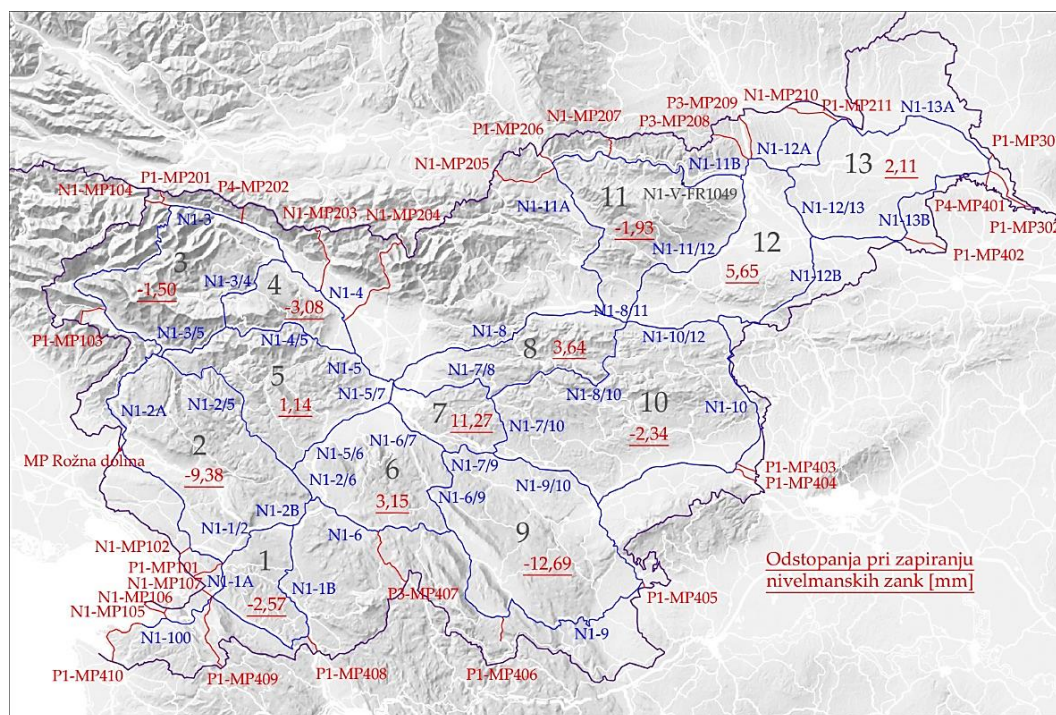 N1-MP210
P3-MP209
P1-MP211
N1-13A
N1-MP207
P3-MP208
P1-MP206
N1-12A
13
2,11
P1-MP30
N1-MP205
N1-11B
P1-MP201
N1-MP104
P4-MP202
11
N1-V-FR1049
N1-11A
N1-12/13
P4-MP401
N1-MP203
N1-MP204
N1-3
-1,93
N1-13B
P1-MP302
12
P1-MP402
3
N1-11/12
5,65
N1-12B
-1,50
N1-3/4
4
-3,08
N1-4
N1-8/11
P1-MP103
N1-3/5
N1-4/5
N1-8
8
3,64
N1-10/12
N1-5
5
N1-7/8
N1-2A
N1-2/5
1,14
N1-5/7
N1-8/10
10
N1-10
7
11,27
N1-7/10
-2,34
2
N1-6/7
MP Rožna dolina
-9,38
N1-5/6
6
N1-7/9
P1-MP403
N1-2/6
3,15
N1-6/9
N1-9/10
P1-MP404
N1-2B
N1-1/2
N1-6
9
N1-MP102
1
-12,69
Odstopanja pri zapiranju
nivelmanskih zank [mm]
P1-MP101
N1-MP107
N1-1A
N1-1B
P3-MP407
P1-MP405
N1-MP106
-2,57
N1-MP105
N1-100
N1-9
P1-MP410
P1-MP409
P1-MP408
P1-MP406